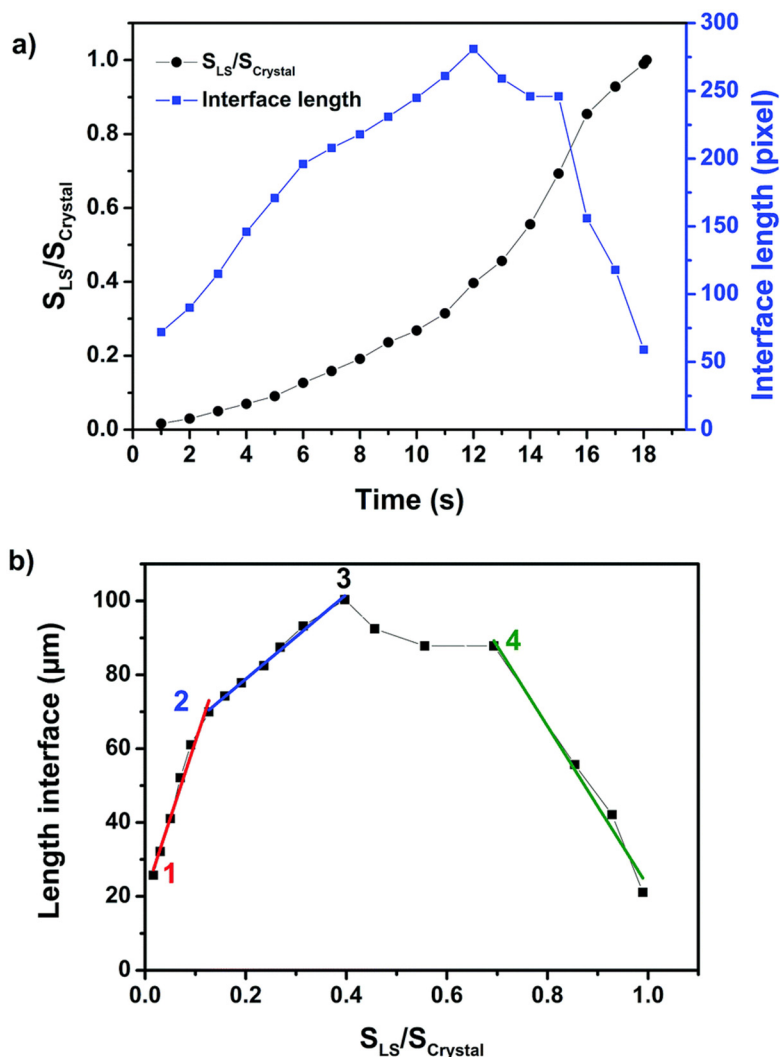 a)
S_LS/S_Crystal
Interface length
1.0
0.8
0.6
0.4
0.2
0.0
S_LS/S_Crystal
300
250
200
150
100
50
0
Interface length (pixel)
0 2 4 6 8 10 12 14 16 18
Time (s)
b)
100
80
60
40
20
0
Length interface (µm)
1
2
3
4
0.0 0.2 0.4 0.6 0.8 1.0
S_LS/S_Crystal